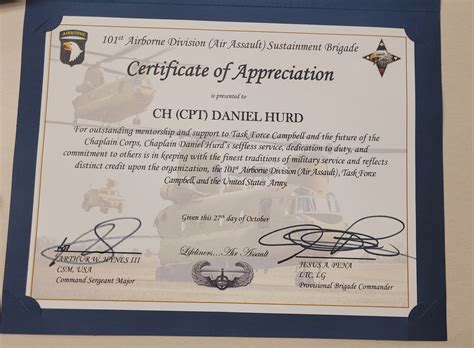 AIRBORNE
101st Airborne Division (Air Assault) Sustainment Brigade
Certificate of Appreciation
is presented to
CH (CPT) DANIEL HURD
For outstanding mentorship and support to Task Force Campbell and the future of the
Chaplain Corps, Chaplain Daniel Hurd's selfless service, dedication to duty, and
commitment to others is in keeping with the finest traditions of military service and reflects
distinct credit upon the organization, the 101st Airborne Division (Air Assault), Task Force
Campbell, and the United States Army.
Given this 27th day of October
Lifeliners...Air Assault
ARTHUR W. HYNES III
CSM, USA
Command Sergeant Major
JESUS A. PENA
LTC, LG
Provisional Brigade Commander